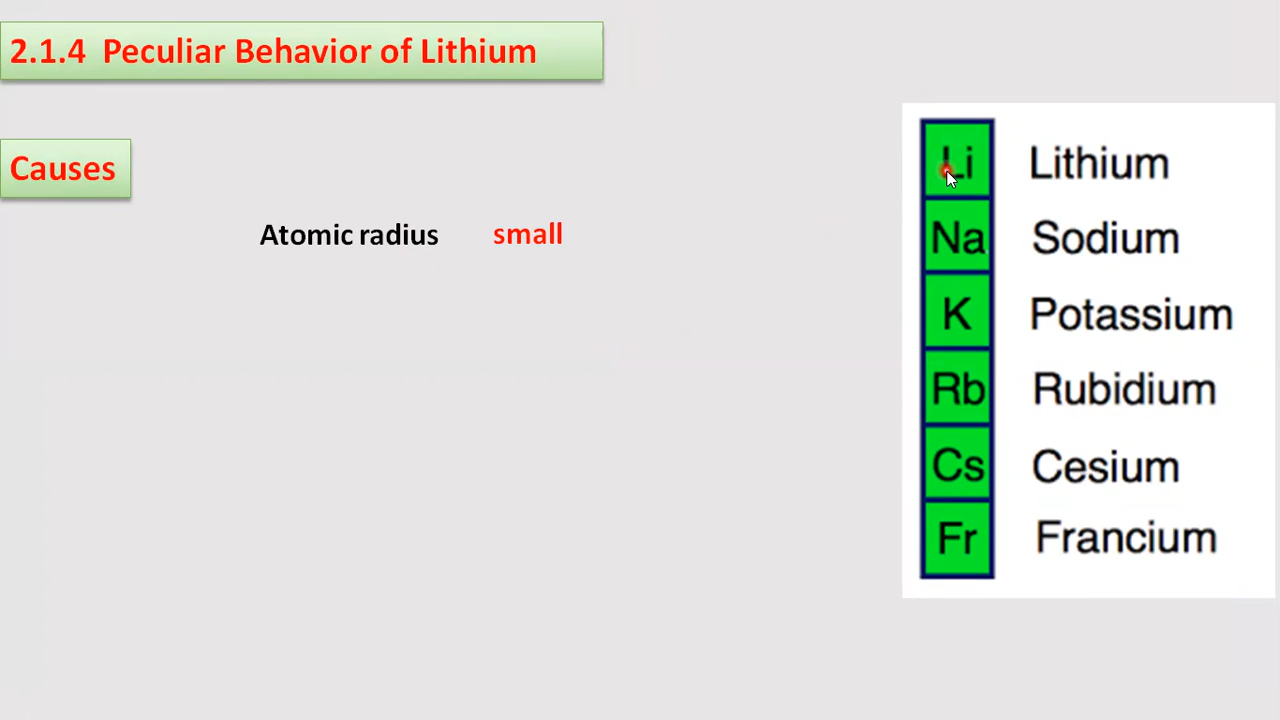 2.1.4 Peculiar Behavior of Lithium
Causes
Atomic radius small
Li Lithium
Na Sodium
K Potassium
Rb Rubidium
Cs Cesium
Fr Francium